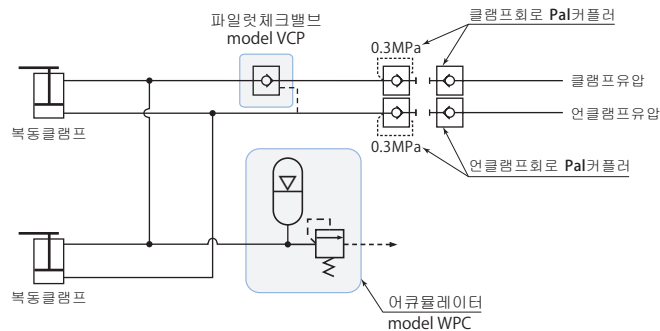 파일럿체크밸브
model VCP
클램프회로 Pal커플러
0.3MPa
클램프유압
언클램프유압
복동클램프
0.3MPa
언클램프회로 Pal커플러
복동클램프
어큐뮬레이터
model WPC